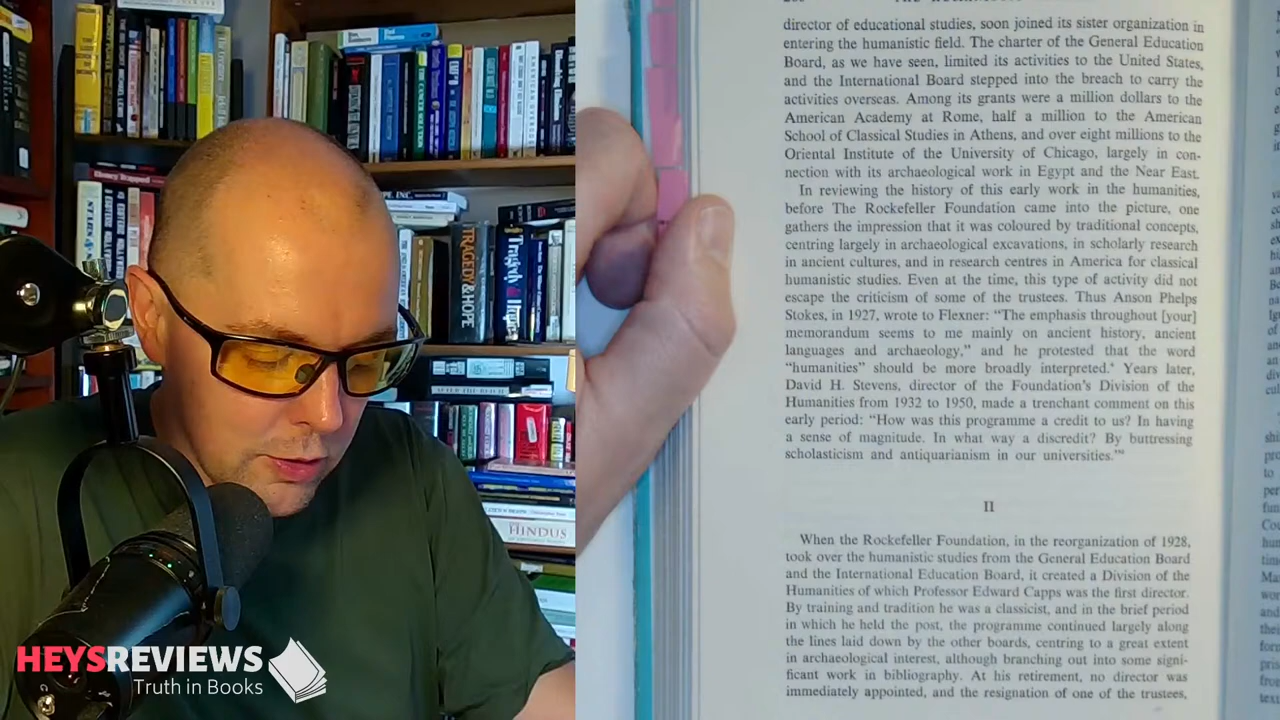 TRAGEDY & HOPE
HINDUS
HEYSREVIEWS
Truth in Books
director of educational studies, soon joined its sister organization in
entering the humanistic field. The charter of the General Education
Board, as we have seen, limited its activities to the United States,
and the International Board stepped into the breach to carry the
activities overseas. Among its grants were a million dollars to the
American Academy at Rome, half a million to the American
School of Classical Studies in Athens, and over eight millions to the
Oriental Institute of the University of Chicago, largely in con-
nection with its archaeological work in Egypt and the Near East.
In reviewing the history of this early work in the humanities,
before The Rockefeller Foundation came into the picture, one
gathers the impression that it was coloured by traditional concepts,
centring largely in archaeological excavations, in scholarly research
in ancient cultures, and in research centres in America for classical
humanistic studies. Even at the time, this type of activity did not
escape the criticism of some of the trustees. Thus Anson Phelps
Stokes, in 1927, wrote to Flexner: “The emphasis throughout [your]
memorandum seems to me mainly on ancient history, ancient
languages and archaeology,” and he protested that the word
“humanities” should be more broadly interpreted. Years later,
David H. Stevens, director of the Foundation's Division of the
Humanities from 1932 to 1950, made a trenchant comment on this
early period: “How was this programme a credit to us? In having
a sense of magnitude. In what way a discredit? By buttressing
scholasticism and antiquarianism in our universities.”
II
When the Rockefeller Foundation, in the reorganization of 1928,
took over the humanistic studies from the General Education Board
and the International Education Board, it created a Division of the
Humanities of which Professor Edward Capps was the first director.
By training and tradition he was a classicist, and in the brief period
in which he held the post, the programme continued largely along
the lines laid down by the other boards, centring to a great extent
in archaeological interest, although branching out into some signi-
ficant work in bibliography. At his retirement, no director was
immediately appointed, and the resignation of one of the trustees,